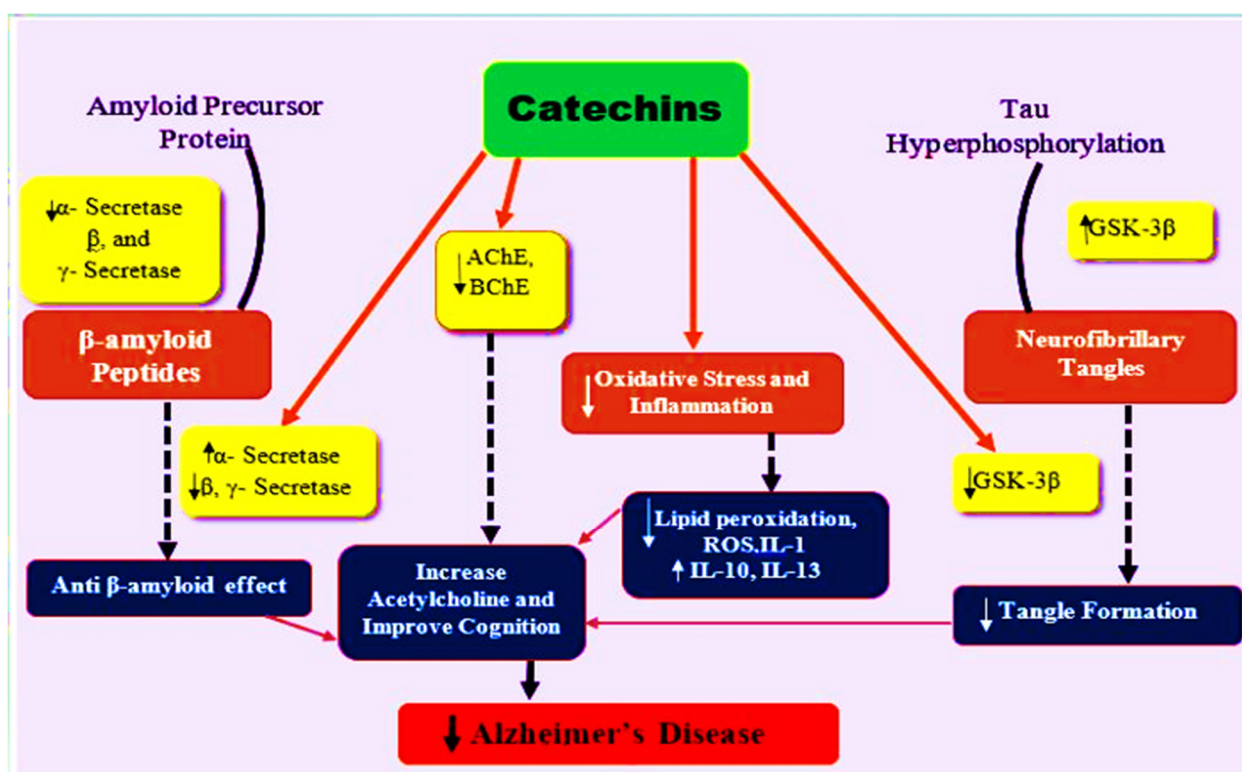 Catechins
Amyloid Precursor
Protein
Tau
Hyperphosphorylation
↓α- Secretase
β, and
γ- Secretase
↑GSK-3β
↓AChE,
BChE
β-amyloid
Peptides
Neurofibrillary
Tangles
↓Oxidative Stress and
Inflammation
↑α- Secretase
↓β, γ- Secretase
↓GSK-3β
↓Lipid peroxidation,
ROS,IL-1
↑ IL-10, IL-13
Anti β-amyloid effect
Increase
Acetylcholine and
Improve Cognition
↓ Tangle Formation
↓ Alzheimer's Disease